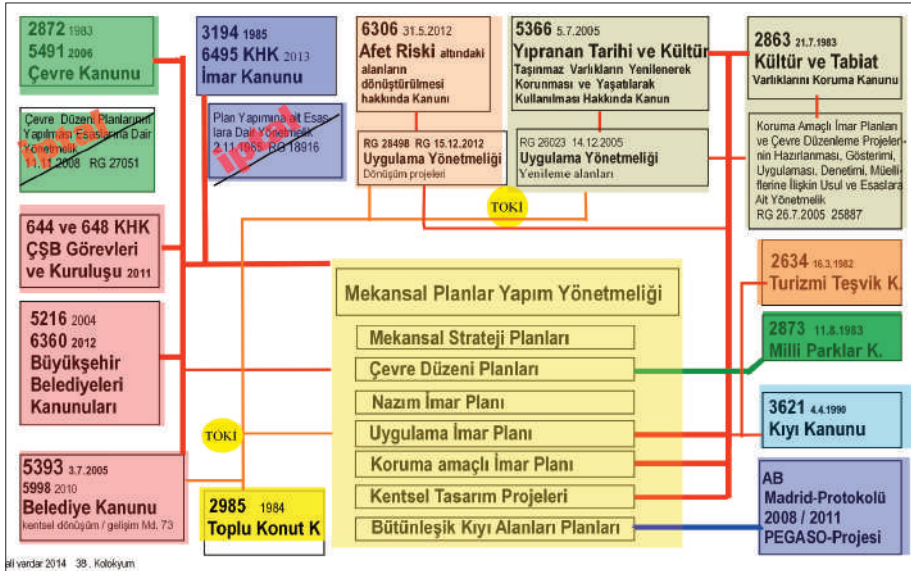 2872 1983
5491 2006
Çevre Kanunu
3194 1985
6495 KHK 2013
İmar Kanunu
6306 31.5.2012
Afet Riski altındaki
alanların
dönüştürülmesi
hakkında Kanunı
5366 5.7.2005
Yıpranan Tarihi ve Kültür
Taşınmaz Varlıkların Yenilenerek
Korunması ve Yaşatılarak
Kullanılması Hakkında Kanun
2863 21.7.1983
Kültür ve Tabiat
Varlıklarını Koruma Kanunu
Çevre Düzeni Planlarının
Yapılması Esaslarına Dair
Yönetmelik
11.11.2008 RG 27051
iptal
Plan Yapımına ait Esas
lara Dair Yönetmelik
2.11.1985 RG 18916
iptal
RG 28498 RG 15.12.2012
Uygulama Yönetmeliği
Dönüşüm projeleri
RG 26023 14.12.2005
Uygulama Yönetmeliği
Yenileme alanları
Koruma Amaçlı İmar Planları
ve Çevre Düzenleme Projele-
rinin Hazırlanması, Gösterimi,
Uygulaması, Denetimi, Müel-
liflerine İlişkin Usul ve Esaslara
Ait Yönetmelik
RG 26.7.2005 25887
TOKİ
644 ve 648 KHK
ÇŞB Görevleri
ve Kuruluşu 2011
5216 2004
6360 2012
Büyükşehir
Belediyeleri
Kanunuları
5393 3.7.2005
5998 2010
Belediye Kanunu
kentsel dönüşüm / gelişim Md. 73
TOKİ
2985 1984
Toplu Konut K
Mekansal Planlar Yapım Yönetmeliği
Mekansal Strateji Planları
Çevre Düzeni Planları
Nazım İmar Planı
Uygulama İmar Planı
Koruma amaçlı İmar Planı
Kentsel Tasarım Projeleri
Bütünleşik Kıyı Alanları Planları
2634 16.3.1982
Turizmi Teşvik K.
2873 11.8.1983
Milli Parklar K.
3621 4.4.1990
Kıyı Kanunu
AB
Madrid-Protokolü
2008 / 2011
PEGASO-Projesi
ali vardar 2014 38. Kolokyum